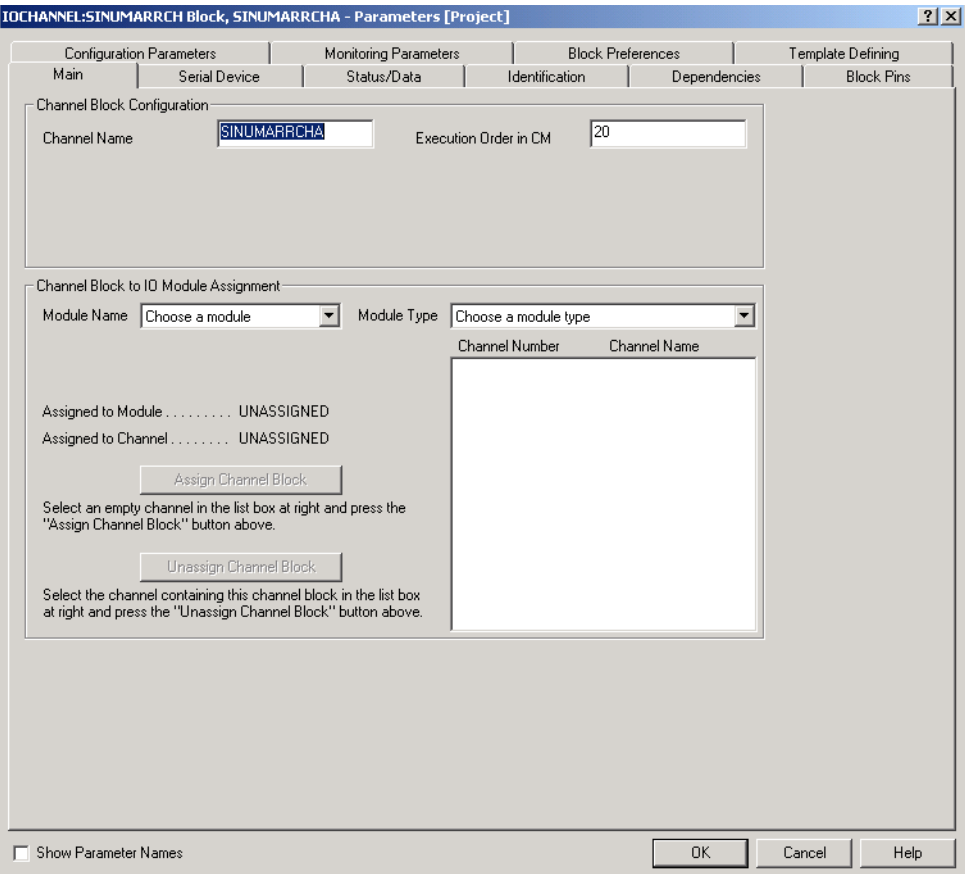 IOCHANNEL:SINUMARRCH Block, SINUMARRCHA - Parameters [Project]
Configuration Parameters
Monitoring Parameters
Block Preferences
Template Defining
Main
Serial Device
Status/Data
Identification
Dependencies
Block Pins
Channel Block Configuration
Channel Name
SINUMARRCHA
Execution Order in CM
20
Channel Block to IO Module Assignment
Module Name
Choose a module
Module Type
Choose a module type
Channel Number
Channel Name
Assigned to Module . . . . . . . . . UNASSIGNED
Assigned to Channel . . . . . . . . UNASSIGNED
Assign Channel Block
Select an empty channel in the list box at right and press the
"Assign Channel Block" button above.
Unassign Channel Block
Select the channel containing this channel block in the list box
at right and press the "Unassign Channel Block" button above.
Show Parameter Names
OK
Cancel
Help